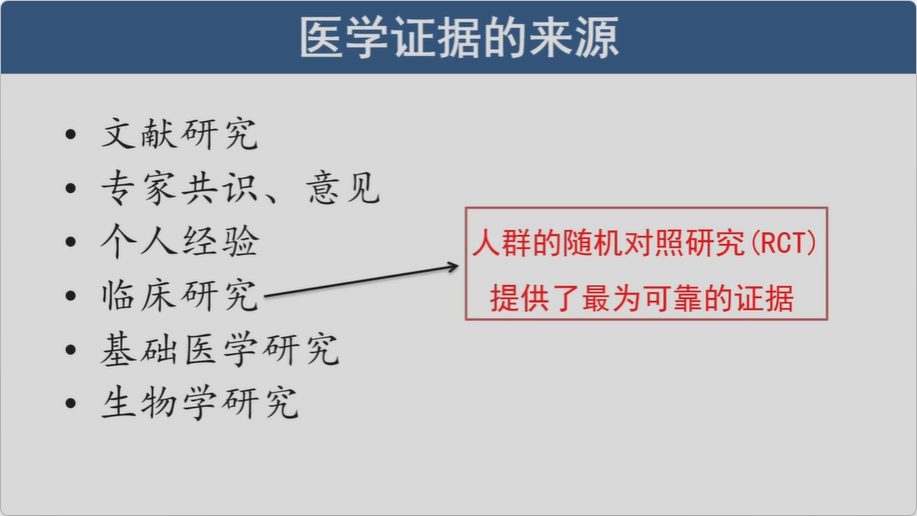 医学证据的来源
• 文献研究
• 专家共识、意见
• 个人经验
• 临床研究
• 基础医学研究
• 生物学研究
人群的随机对照研究(RCT)
提供了最为可靠的证据